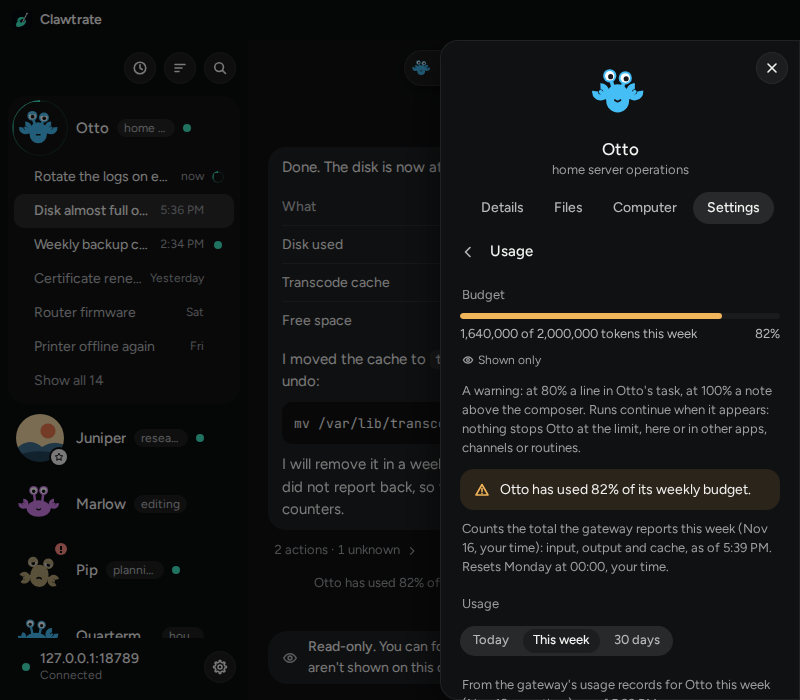 Clawtrate
Otto home ...
Rotate the logs on e... now
Disk almost full o... 5:36 PM
Weekly backup c... 2:34 PM
Certificate rene... Yesterday
Router firmware Sat
Printer offline again Fri
Show all 14
Juniper resea...
Marlow editing
Pip planni...
Quarterm hou
127.0.0.1:18789
Connected
Done. The disk is now af
What
Disk used
Transcode cache
Free space
I moved the cache to
undo:
mv /var/lib/transc
I will remove it in a week
did not report back, so
counters.
2 actions · 1 unknown
Otto has used 82% of
Read-only. You can fo
aren't shown on this
Otto
home server operations
Details Files Computer Settings
Usage
Budget
1,640,000 of 2,000,000 tokens this week 82%
Shown only
A warning: at 80% a line in Otto's task, at 100% a note
above the composer. Runs continue when it appears:
nothing stops Otto at the limit, here or in other apps,
channels or routines.
Otto has used 82% of its weekly budget.
Counts the total the gateway reports this week (Nov
16, your time): input, output and cache, as of 5:39 PM.
Resets Monday at 00:00, your time.
Usage
Today This week 30 days
From the gateway's usage records for Otto this week